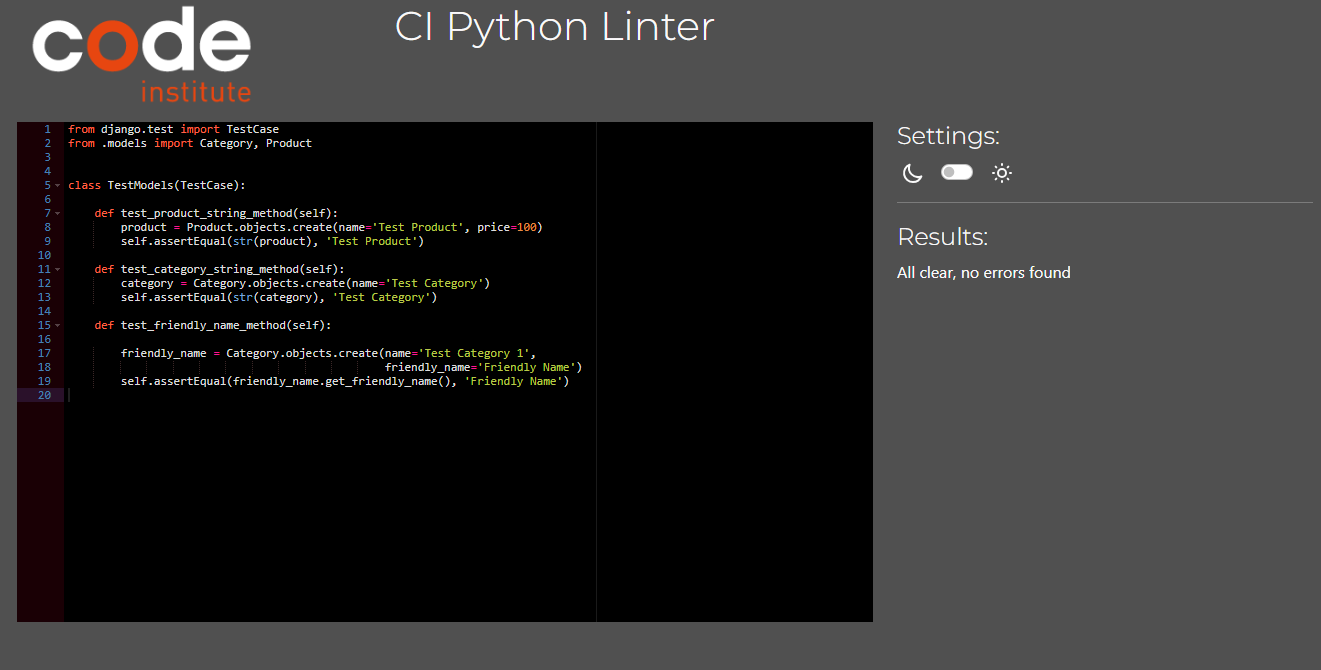 code
institute
CI Python Linter
1 from django.test import TestCase
2 from .models import Category, Product
3
4
5 class TestModels(TestCase):
6
7     def test_product_string_method(self):
8         product = Product.objects.create(name='Test Product', price=100)
9         self.assertEqual(str(product), 'Test Product')
10
11     def test_category_string_method(self):
12         category = Category.objects.create(name='Test Category')
13         self.assertEqual(str(category), 'Test Category')
14
15     def test_friendly_name_method(self):
16
17         friendly_name = Category.objects.create(name='Test Category 1',
18                                                 friendly_name='Friendly Name')
19         self.assertEqual(friendly_name.get_friendly_name(), 'Friendly Name')
20
Settings:
Results:
All clear, no errors found